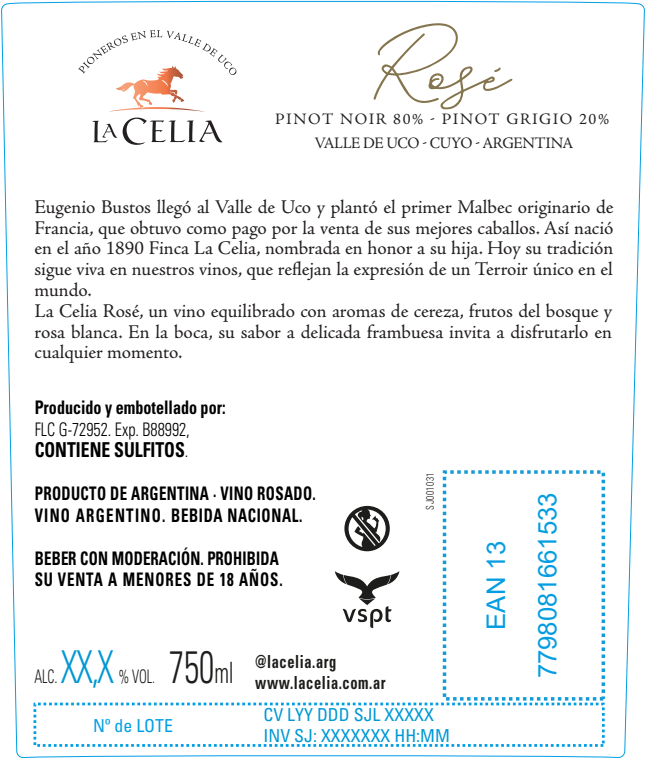 PIONEROS EN EL VALLE DE UCO
LA CELIA
Rosé
PINOT NOIR 80% - PINOT GRIGIO 20%
VALLE DE UCO - CUYO - ARGENTINA
Eugenio Bustos llegó al Valle de Uco y plantó el primer Malbec originario de
Francia, que obtuvo como pago por la venta de sus mejores caballos. Así nació
en el año 1890 Finca La Celia, nombrada en honor a su hija. Hoy su tradición
sigue viva en nuestros vinos, que reflejan la expresión de un Terroir único en el
mundo.
La Celia Rosé, un vino equilibrado con aromas de cereza, frutos del bosque y
rosa blanca. En la boca, su sabor a delicada frambuesa invita a disfrutarlo en
cualquier momento.
Producido y embotellado por:
FLC G-72952. Exp. B88992,
CONTIENE SULFITOS.
PRODUCTO DE ARGENTINA · VINO ROSADO.
VINO ARGENTINO. BEBIDA NACIONAL.
BEBER CON MODERACIÓN. PROHIBIDA
SU VENTA A MENORES DE 18 AÑOS.
vspt
SJ001031
EAN 13
7798081661533
ALC. XX,X % VOL. 750ml
@lacelia.arg
www.lacelia.com.ar
Nº de LOTE
CV LYY DDD SJL XXXXX
INV SJ: XXXXXXX HH:MM